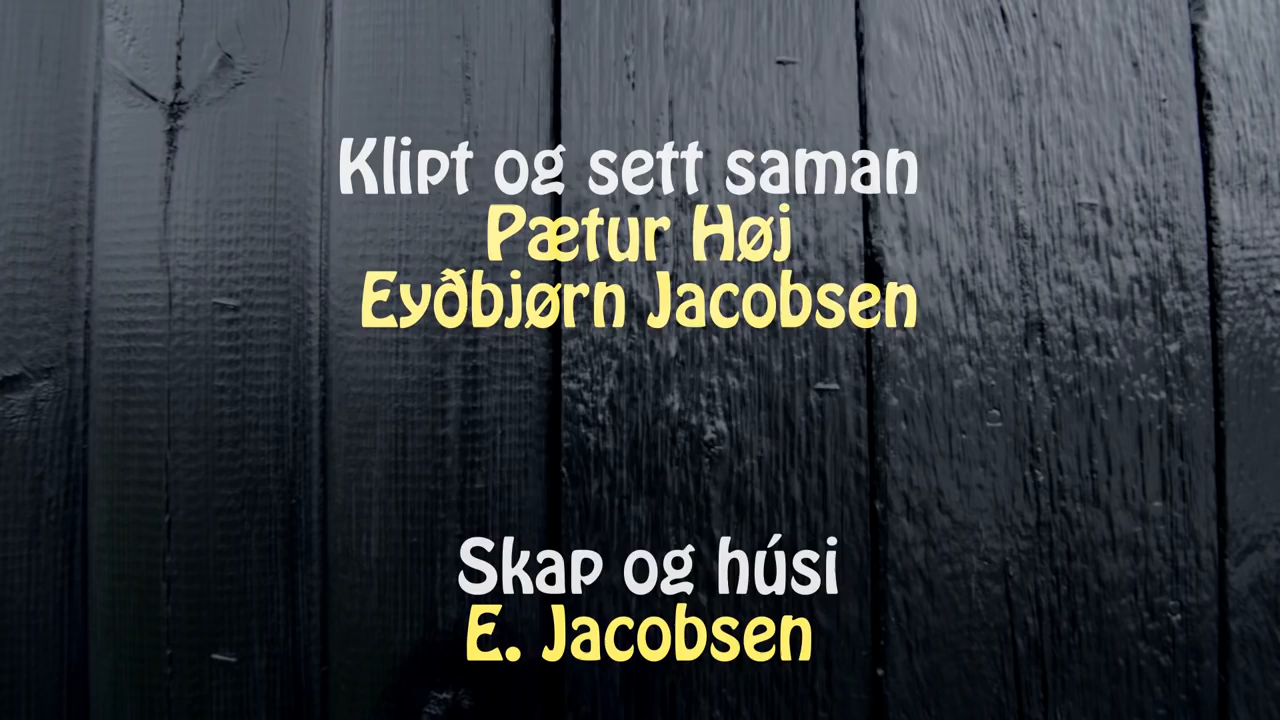 Klipt og sett saman
Pætur Høj
Eyðbjørn Jacobsen
Skap og húsi
E. Jacobsen